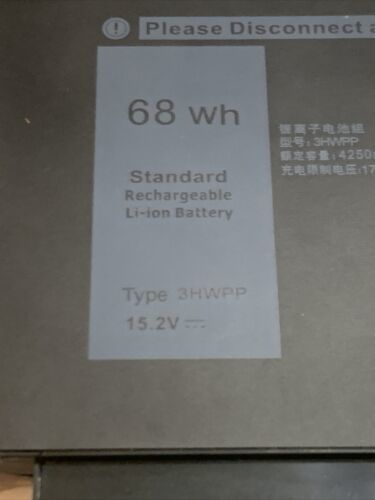 Please Disconnect
68 Wh
Standard
Rechargeable
Li-ion Battery
Type 3HWPP
15.2V ⎓
锂离子电池组
型号: 3HWPP
额定容量: 4250
充电限制电压: 17